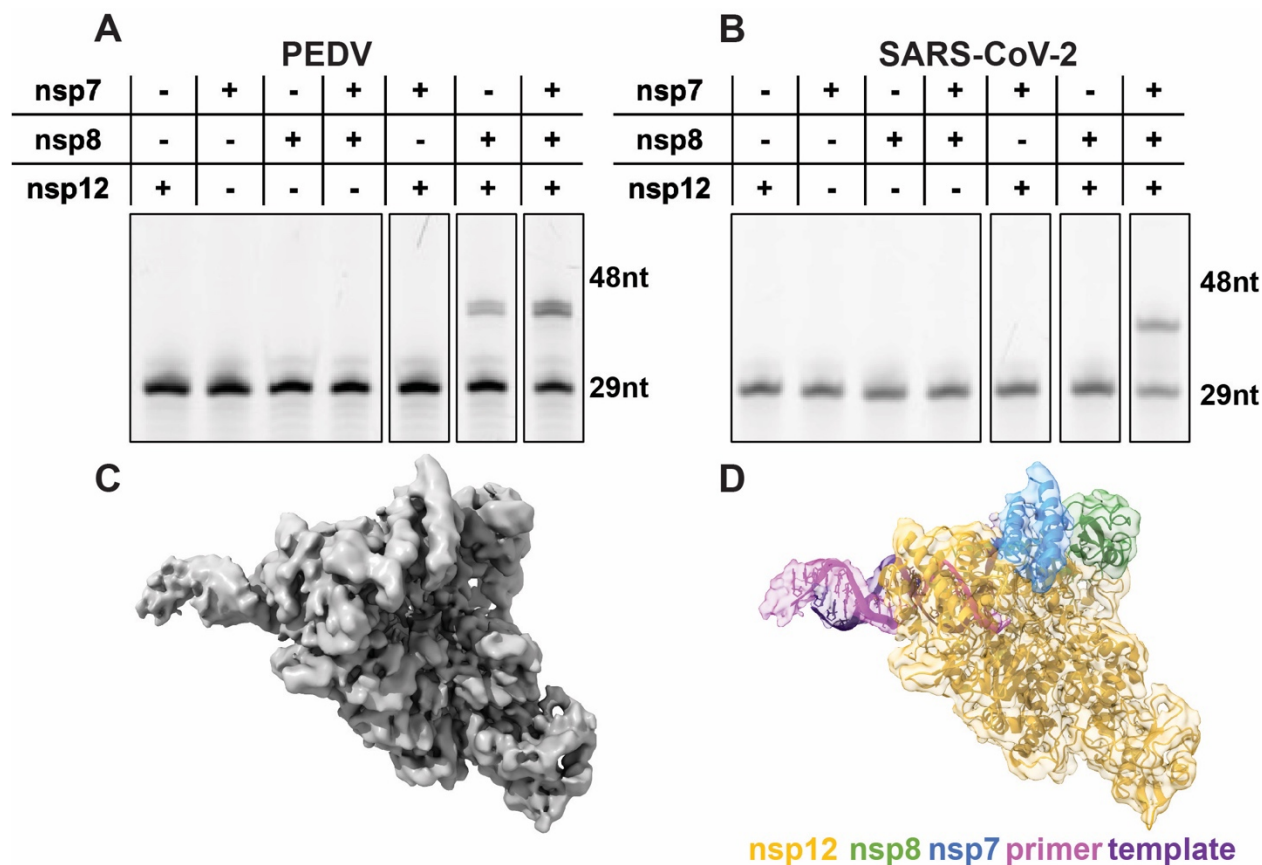 A
PEDV
nsp7 - + - + + - +
nsp8 - - + + - + +
nsp12 + - - - + + +
48nt
29nt
B
SARS-CoV-2
nsp7 - + - + + - +
nsp8 - - + + - + +
nsp12 + - - - + + +
48nt
29nt
C
D
nsp12 nsp8 nsp7 primer template